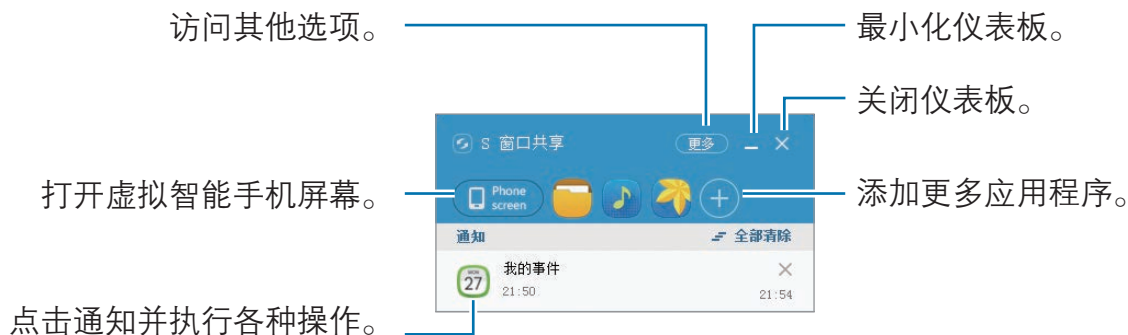 访问其他选项。
最小化仪表板。
关闭仪表板。
S 窗口共享
更多
打开虚拟智能手机屏幕。
Phone
screen
添加更多应用程序。
通知
全部清除
MON
27
我的事件
21:50
21:54
点击通知并执行各种操作。